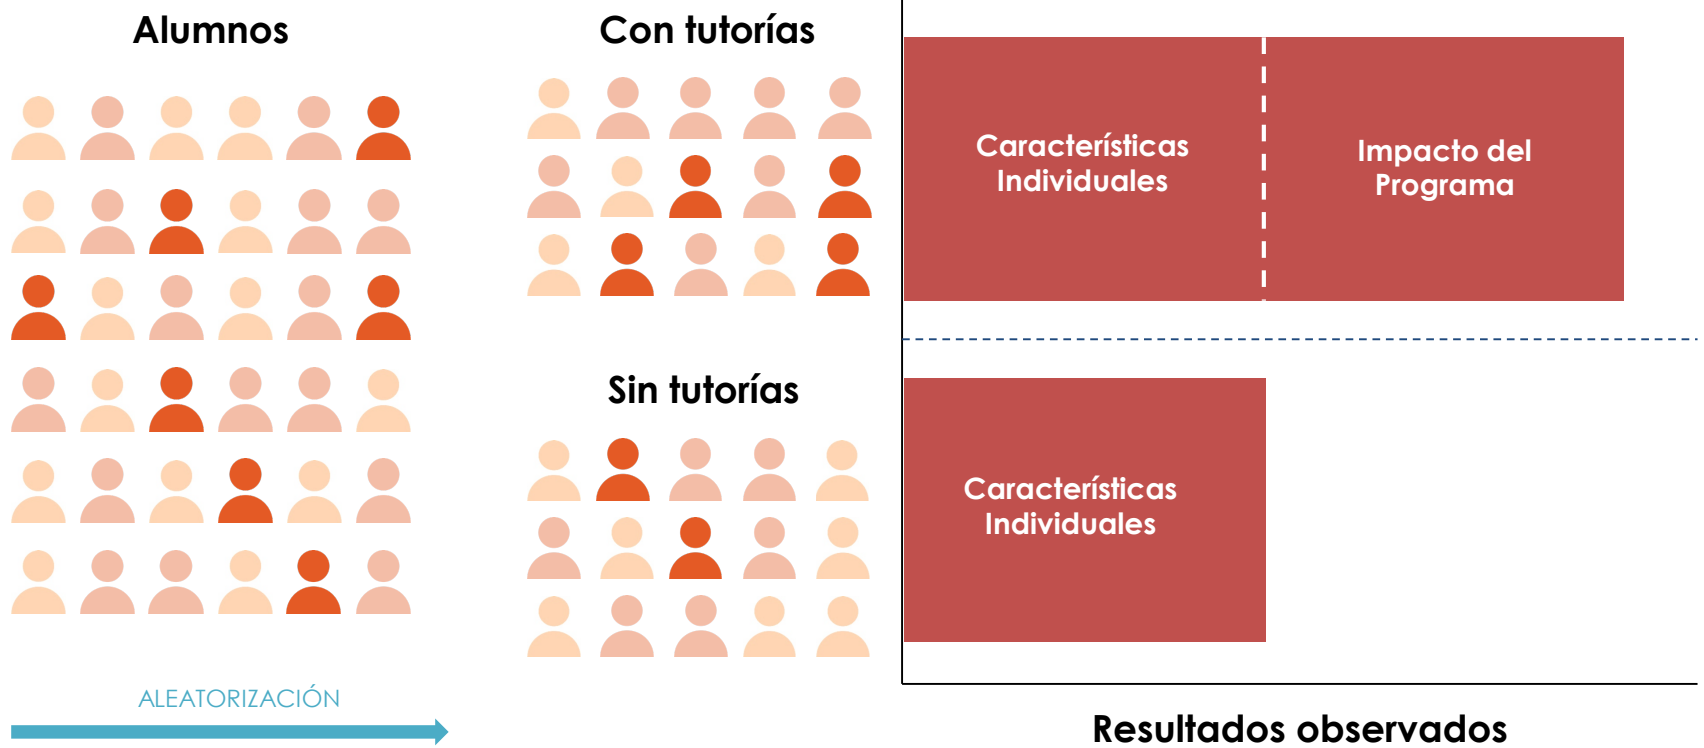 Alumnos
Con tutorías
Características
Individuales
Impacto del
Programa
Sin tutorías
Características
Individuales
ALEATORIZACIÓN
Resultados observados